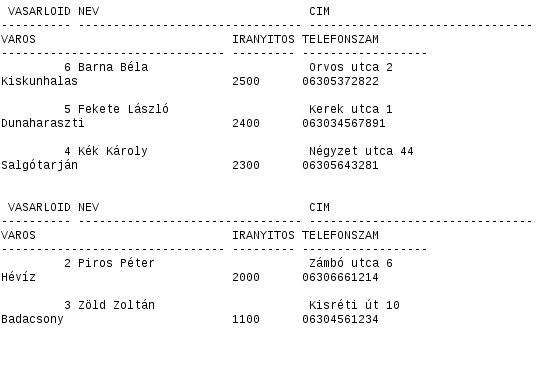 VASARLOID NEV CIM
---------- -------------------------------- ---------------------------------
VAROS IRANYITOS TELEFONSZAM
-------------------------------- --------- ------------------
6 Barna Béla Orvos utca 2
Kiskunhalas 2500 06305372822
5 Fekete László Kerek utca 1
Dunaharaszti 2400 063034567891
4 Kék Károly Négyzet utca 44
Salgótarján 2300 06305643281
VASARLOID NEV CIM
---------- -------------------------------- ---------------------------------
VAROS IRANYITOS TELEFONSZAM
-------------------------------- --------- ------------------
2 Piros Péter Zámbó utca 6
Hévíz 2000 06306661214
3 Zöld Zoltán Kisréti út 10
Badacsony 1100 06304561234